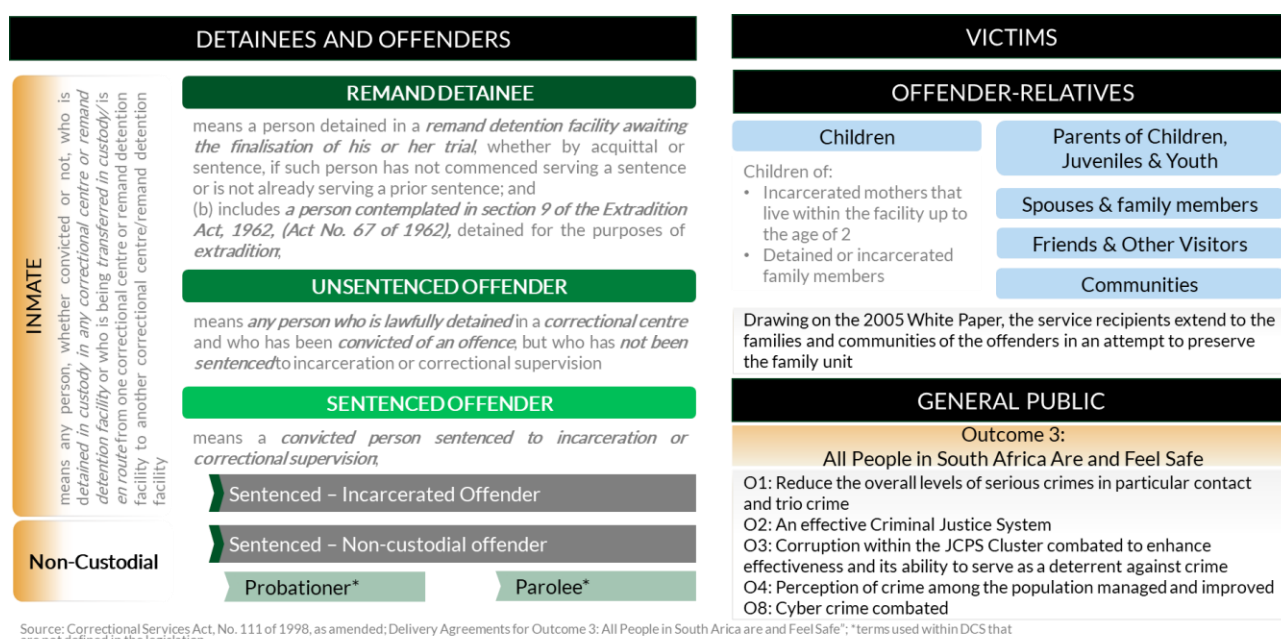 DETAINEES AND OFFENDERS
INMATE
means any person, whether convicted or not, who is
detained in custody in any correctional centre or remand
detention facility or who is being transferred in custody/ is
en route from one correctional centre or remand detention
facility to another correctional centre/remand detention
facility
Non-Custodial
REMAND DETAINEE
means a person detained in a remand detention facility awaiting
the finalisation of his or her trial, whether by acquittal or
sentence, if such person has not commenced serving a sentence
or is not already serving a prior sentence; and
(b) includes a person contemplated in section 9 of the Extradition
Act, 1962, (Act No. 67 of 1962), detained for the purposes of
extradition;
UNSENTENCED OFFENDER
means any person who is lawfully detained in a correctional centre
and who has been convicted of an offence, but who has not been
sentenced to incarceration or correctional supervision
SENTENCED OFFENDER
means a convicted person sentenced to incarceration or
correctional supervision;
Sentenced – Incarcerated Offender
Sentenced – Non-custodial offender
Probationer*
Parolee*
VICTIMS
OFFENDER-RELATIVES
Children
Children of:
• Incarcerated mothers that
live within the facility up to
the age of 2
• Detained or incarcerated
family members
Parents of Children,
Juveniles & Youth
Spouses & family members
Friends & Other Visitors
Communities
Drawing on the 2005 White Paper, the service recipients extend to the
families and communities of the offenders in an attempt to preserve
the family unit
GENERAL PUBLIC
Outcome 3:
All People in South Africa Are and Feel Safe
O1: Reduce the overall levels of serious crimes in particular contact
and trio crime
O2: An effective Criminal Justice System
O3: Corruption within the JCPS Cluster combated to enhance
effectiveness and its ability to serve as a deterrent against crime
O4: Perception of crime among the population managed and improved
O8: Cyber crime combated
Source: Correctional Services Act, No. 111 of 1998, as amended; Delivery Agreements for Outcome 3: All People in South Arica are and Feel Safe"; *terms used within DCS that
are not defined in the legislation